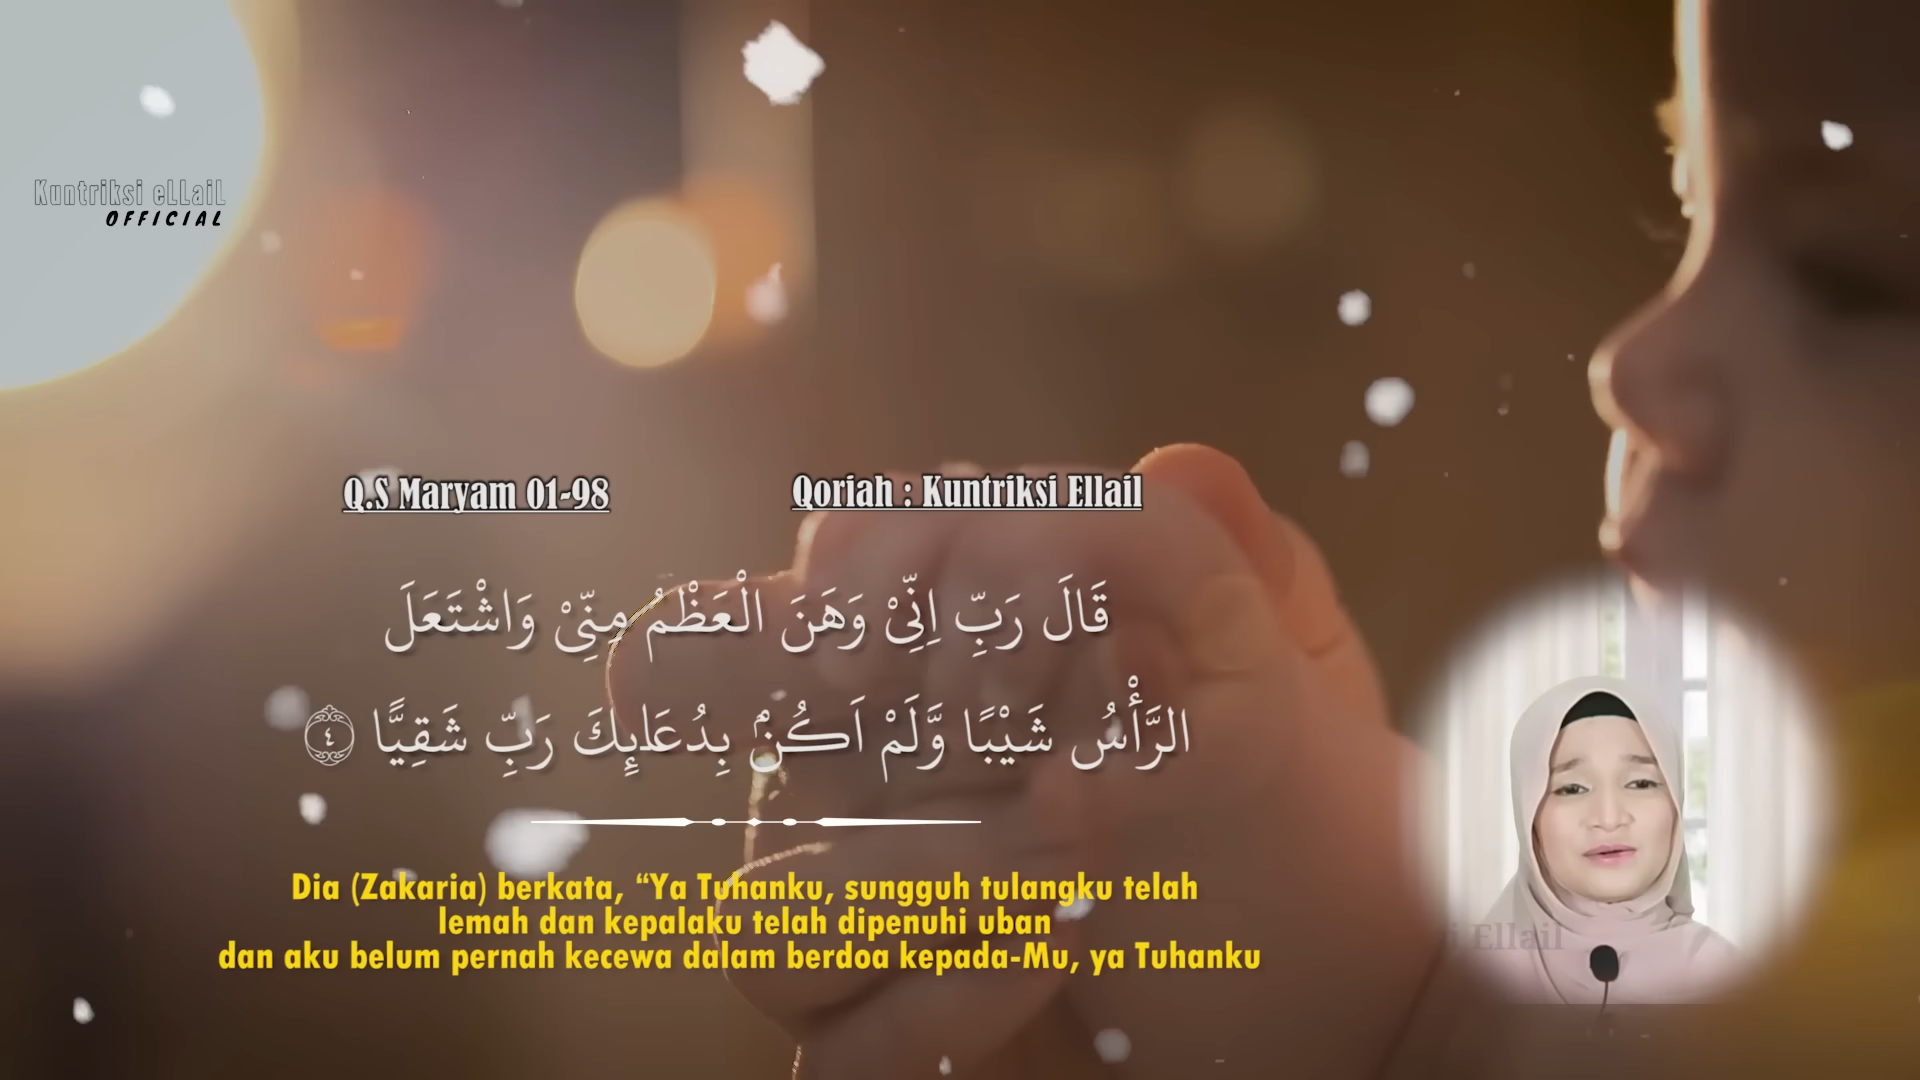 Kuntriksi eLLaiL
OFFICIAL
Q.S Maryam 01-98
Qoriah : Kuntriksi Ellail
قَالَ رَبِّ اِنِّيْ وَهَنَ الْعَظْمُ مِنِّيْ وَاشْتَعَلَ
الرَّأْسُ شَيْبًا وَّلَمْ اَكُنْۢ بِدُعَاۤىِٕكَ رَبِّ شَقِيًّا ٤
Dia (Zakaria) berkata, “Ya Tuhanku, sungguh tulangku telah
lemah dan kepalaku telah dipenuhi uban
dan aku belum pernah kecewa dalam berdoa kepada-Mu, ya Tuhanku
i Ellail